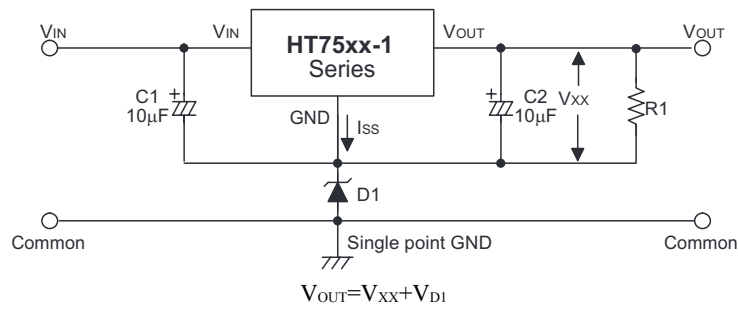 VIN
VIN
HT75xx-1
Series
VOUT
VOUT
C1
10μF
GND
ISS
C2
10μF
VXX
R1
D1
Common
Single point GND
Common
VOUT=VXX+VD1